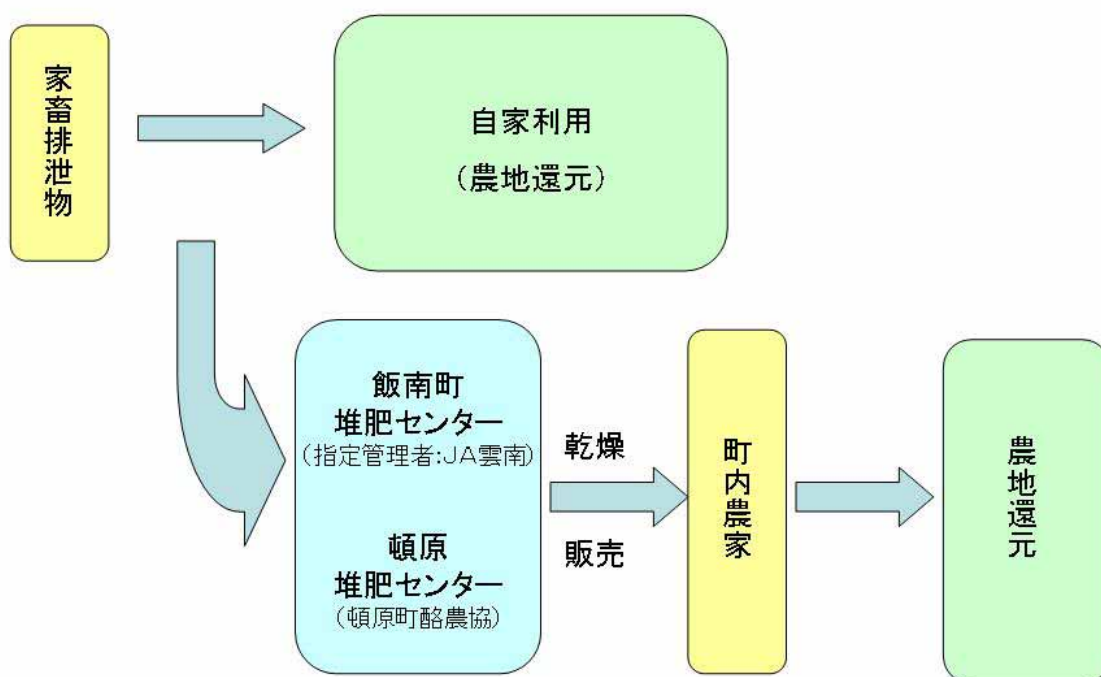 家畜排泄物
自家利用
（農地還元）
飯南町
堆肥センター
（指定管理者:JA雲南）
頓原
堆肥センター
（頓原町酪農協）
乾燥
販売
町内農家
農地還元